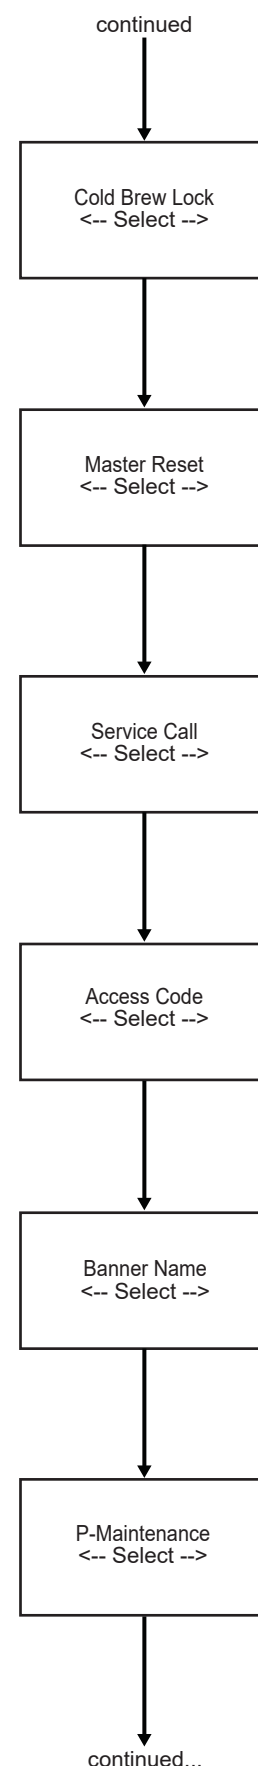 continued
Cold Brew Lock
<-- Select -->
Master Reset
<-- Select -->
Service Call
<-- Select -->
Access Code
<-- Select -->
Banner Name
<-- Select -->
P-Maintenance
<-- Select -->
continued...